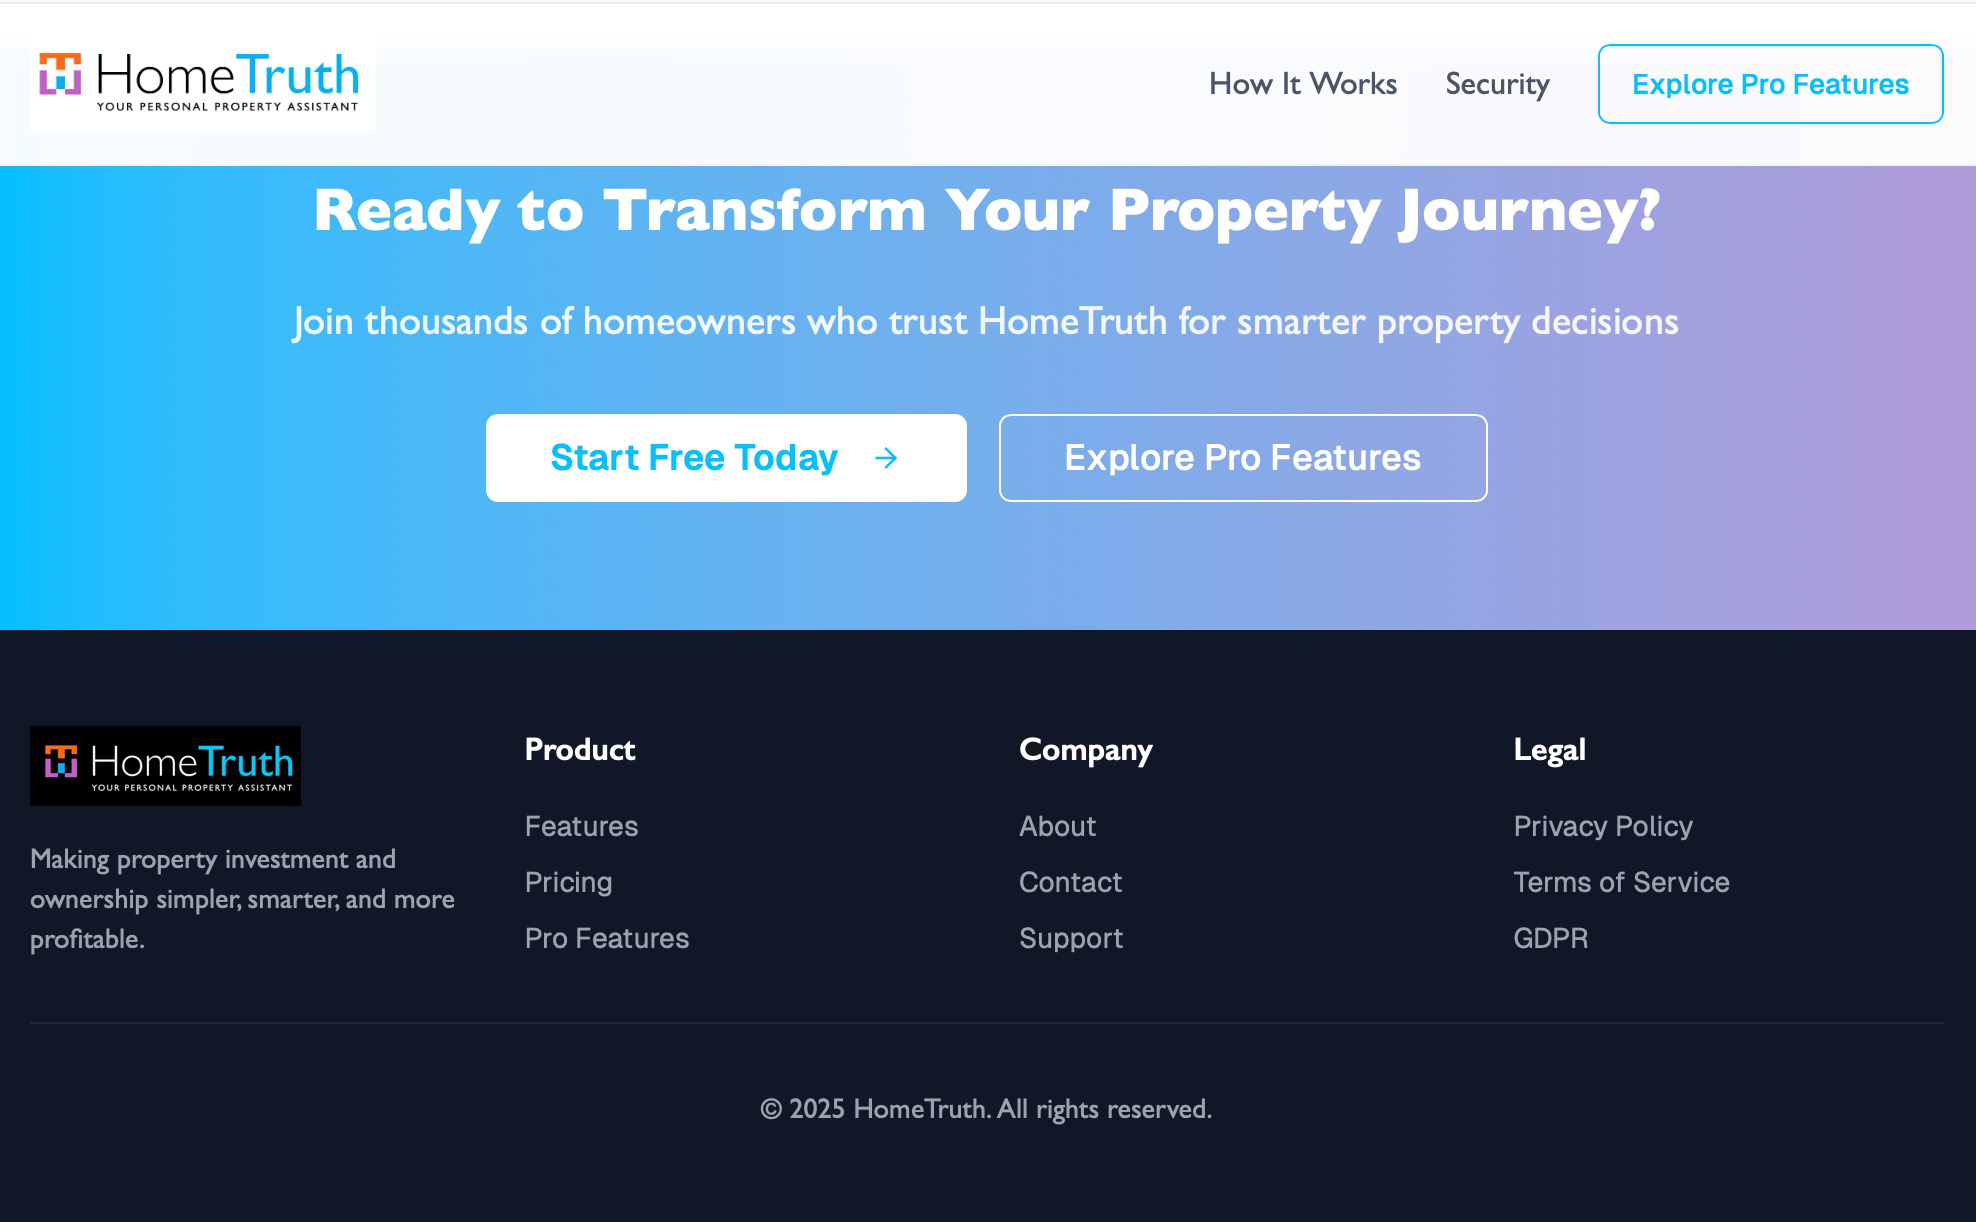 HomeTruth
YOUR PERSONAL PROPERTY ASSISTANT
How It Works
Security
Explore Pro Features
Ready to Transform Your Property Journey?
Join thousands of homeowners who trust HomeTruth for smarter property decisions
Start Free Today →
Explore Pro Features
HomeTruth
YOUR PERSONAL PROPERTY ASSISTANT
Making property investment and
ownership simpler, smarter, and more
profitable.
Product
Features
Pricing
Pro Features
Company
About
Contact
Support
Legal
Privacy Policy
Terms of Service
GDPR
© 2025 HomeTruth. All rights reserved.